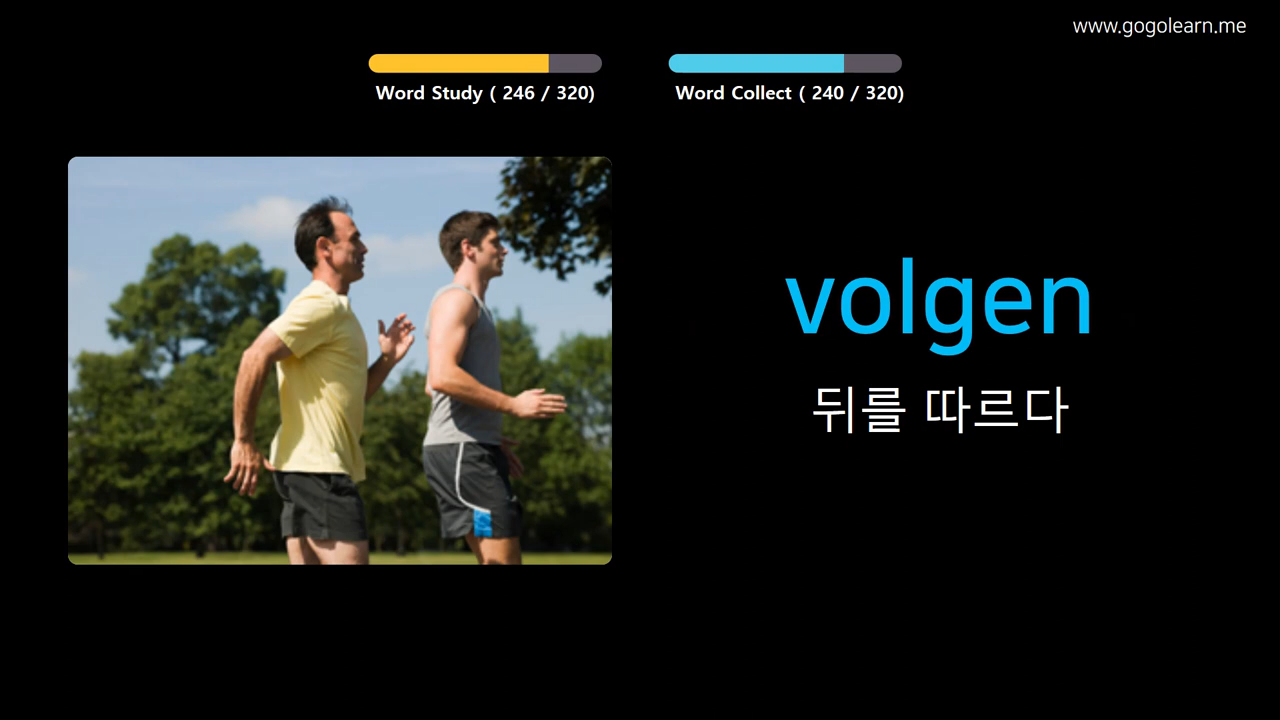 www.gogolearn.me
Word Study ( 246 / 320)
Word Collect ( 240 / 320)
volgen
뒤를 따르다